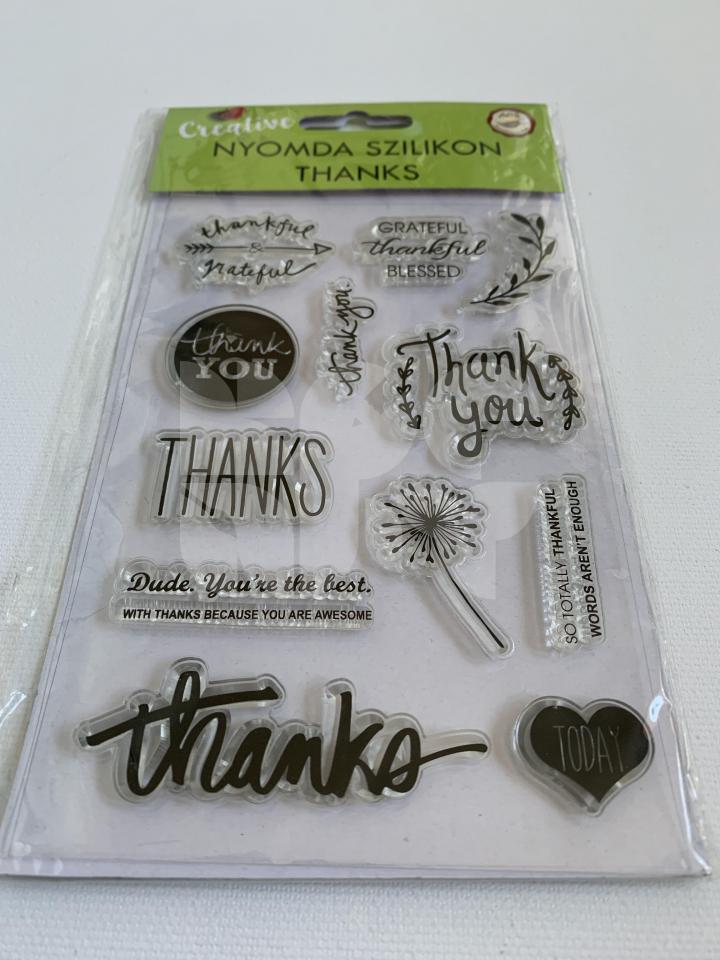 Creative
NYOMDA SZILIKON
THANKS
thankful
&
grateful
GRATEFUL
thankful
BLESSED
thank you.
thank
YOU
Thank
you
THANKS
SO TOTALLY THANKFUL
WORDS AREN'T ENOUGH
Dude. You're the best.
WITH THANKS BECAUSE YOU ARE AWESOME
thanks
TODAY